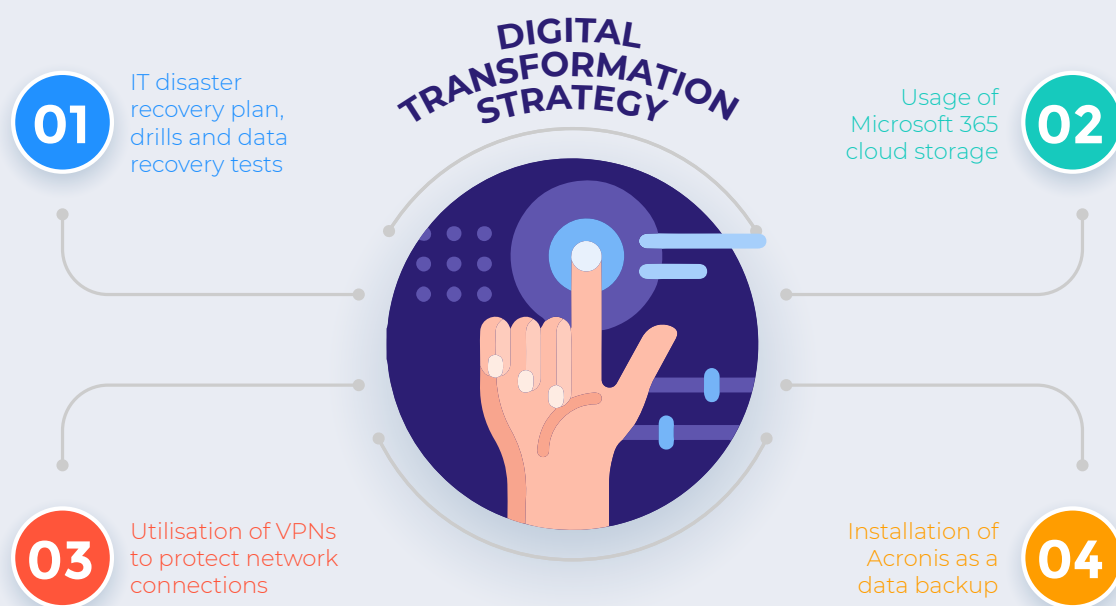 DIGITAL
TRANSFORMATION
STRATEGY
01
IT disaster
recovery plan,
drills and data
recovery tests
02
Usage of
Microsoft 365
cloud storage
03
Utilisation of VPNs
to protect network
connections
04
Installation of
Acronis as a
data backup